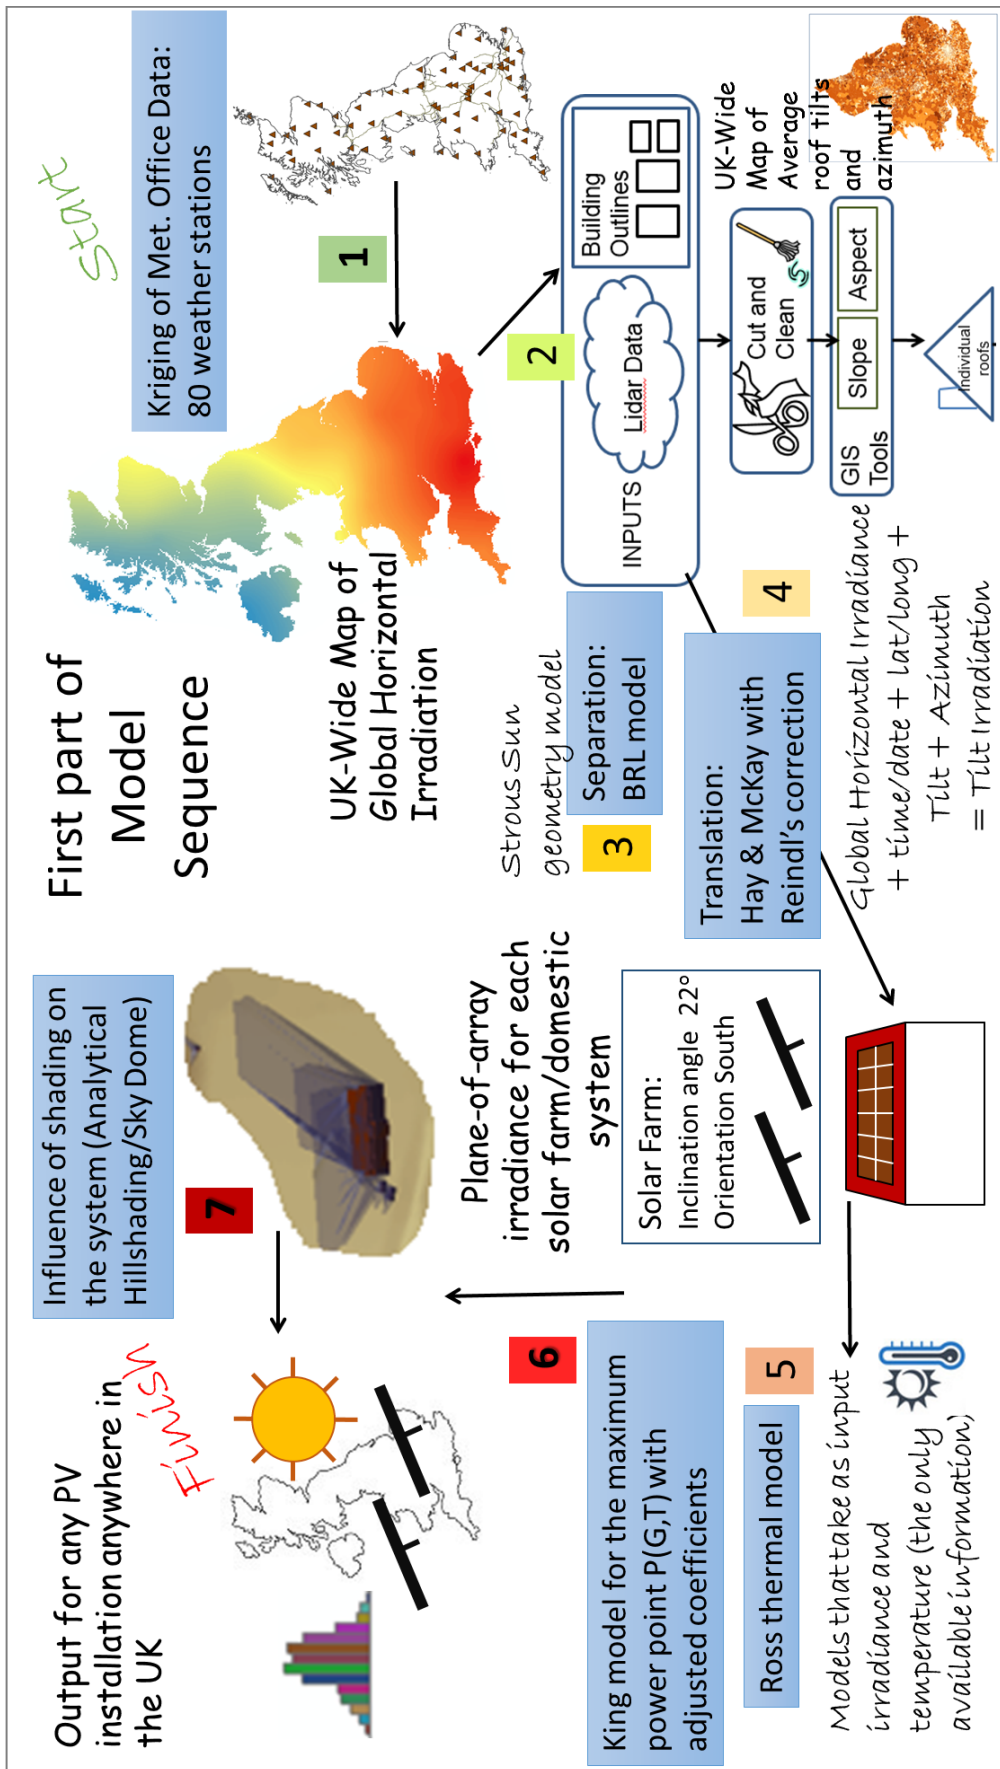 First part of
Model
Sequence
Start
Kriging of Met. Office Data:
80 weather stations
1
UK-Wide Map of
Global Horizontal
Irradiation
2
INPUTS
Lidar Data
Building
Outlines
Cut and
Clean
GIS
Tools
Slope
Aspect
Individual
roofs
UK-Wide
Map of
Average
roof tilts
and
azimuth
Strous Sun
geometry model
3
Separation:
BRL model
4
Translation:
Hay & McKay with
Reindl's correction
Global Horizontal Irradiance
+ time/date + lat/long +
Tilt + Azimuth
= Tilt Irradiation
Plane-of-array
irradiance for each
solar farm/domestic
system
Solar Farm:
Inclination angle 22°
Orientation South
5
Ross thermal model
Models that take as input
irradiance and
temperature (the only
available information)
6
King model for the maximum
power point P(G,T) with
adjusted coefficients
7
Influence of shading on
the system (Analytical
Hillshading/Sky Dome)
Finish
Output for any PV
installation anywhere in
the UK